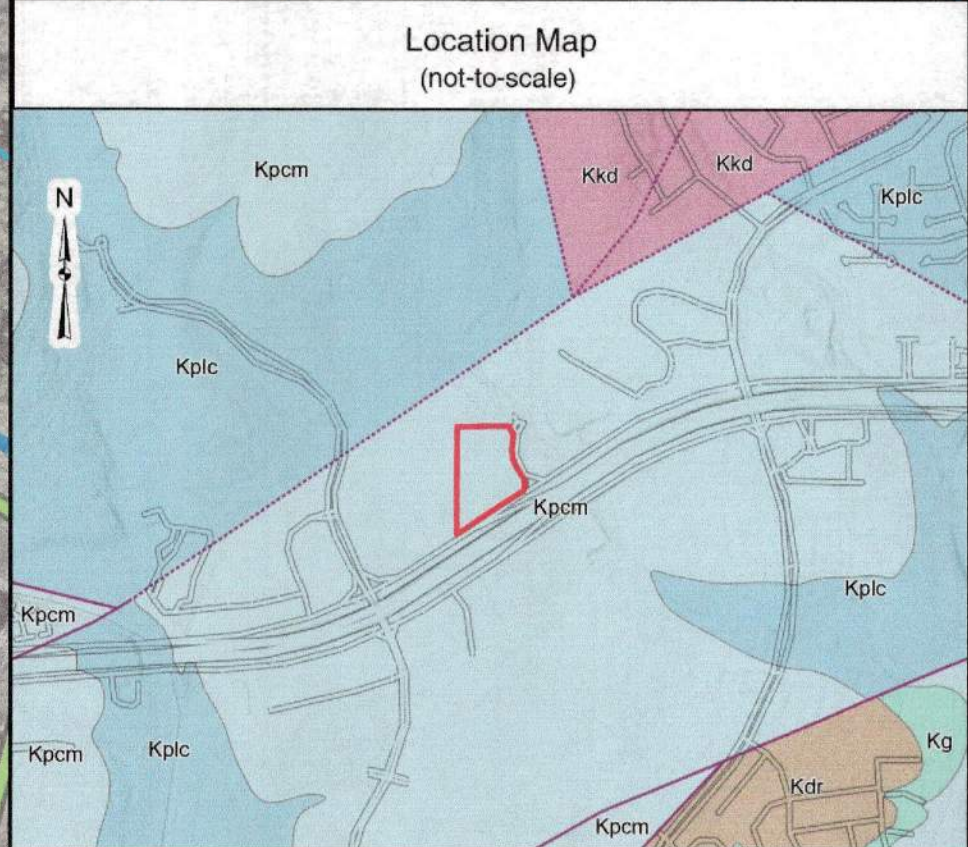 Location Map
(not-to-scale)
Kpcm
Kkd
Kkd
Kplc
N
Kplc
Kpcm
Kplc
Kpcm
Kpcm
Kplc
Kg
Kdr
Kpcm